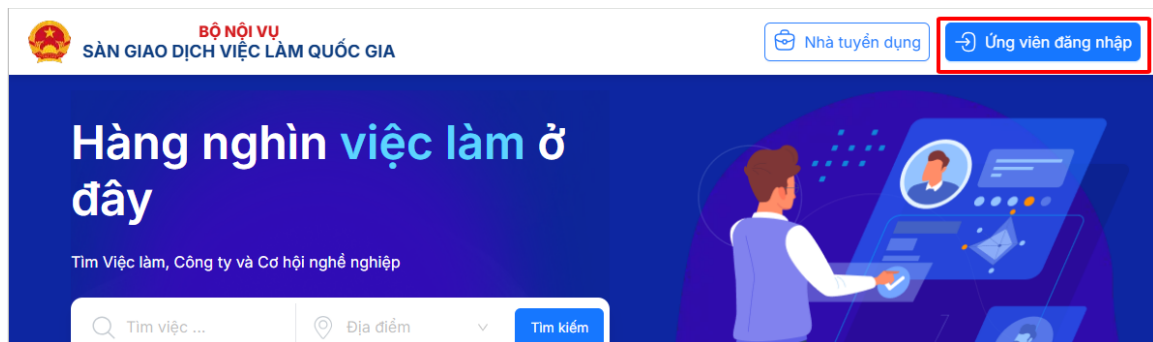 BỘ NỘI VỤ
SÀN GIAO DỊCH VIỆC LÀM QUỐC GIA
Nhà tuyển dụng
Ứng viên đăng nhập
Hàng nghìn việc làm ở
đây
Tìm Việc làm, Công ty và Cơ hội nghề nghiệp
Tìm việc ...
Địa điểm
Tìm kiếm